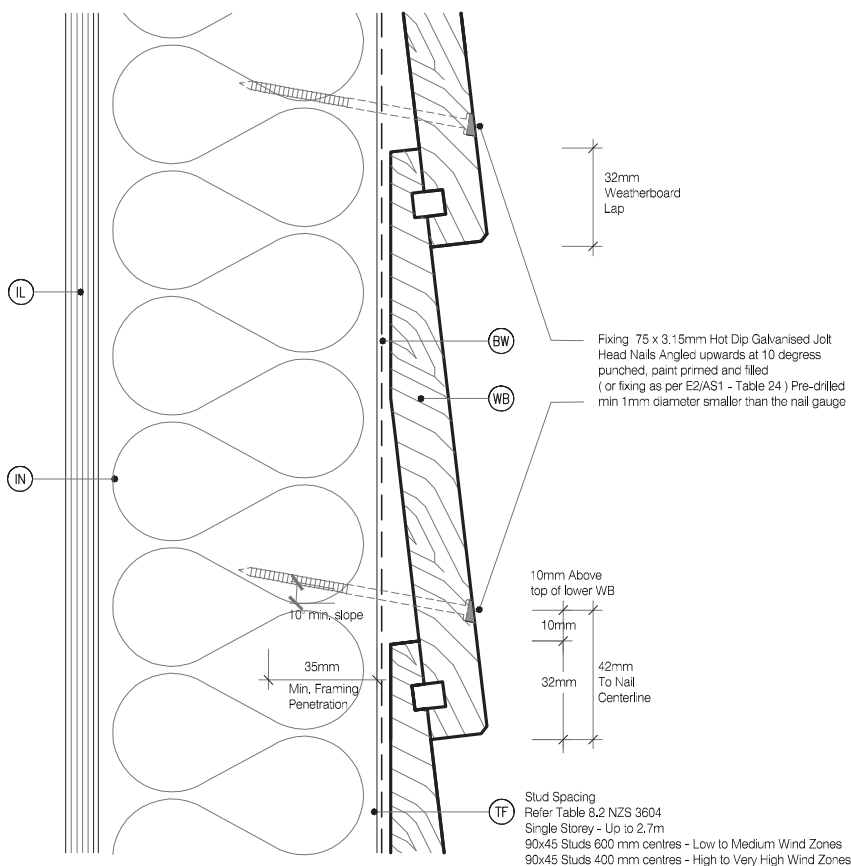 32mm
Weatherboard
Lap
IL
BW
Fixing 75 x 3.15mm Hot Dip Galvanised Jolt
Head Nails Angled upwards at 10 degress
punched, paint primed and filled
( or fixing as per E2/AS1 - Table 24 ) Pre-drilled
min 1mm diameter smaller than the nail gauge
WB
IN
10mm Above
top of lower WB
10° min. slope
10mm
35mm
Min. Framing
Penetration
32mm
42mm
To Nail
Centerline
TF
Stud Spacing
Refer Table 8.2 NZS 3604
Single Storey - Up to 2.7m
90x45 Studs 600 mm centres - Low to Medium Wind Zones
90x45 Studs 400 mm centres - High to Very High Wind Zones